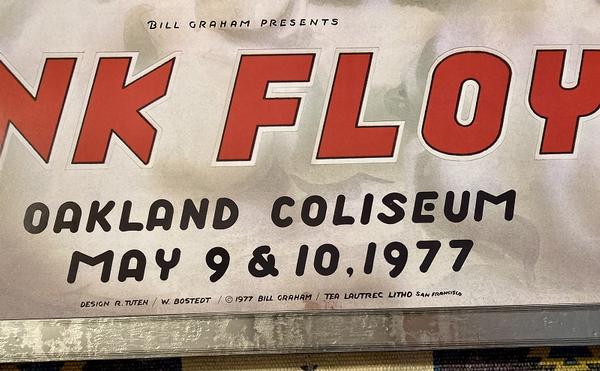 BILL GRAHAM PRESENTS
NK FLOY
OAKLAND COLISEUM
MAY 9 & 10, 1977
DESIGN R. TUTEN / W. BOSTEDT / © 1977 BILL GRAHAM / TEA LAUTREC LITHO SAN FRANCISCO